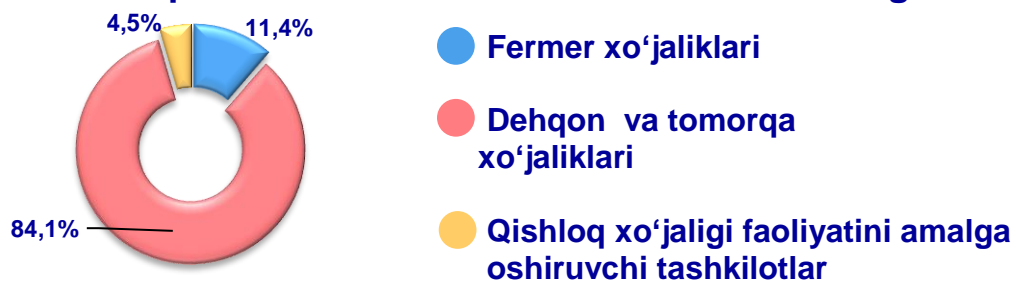 4,5%
11,4%
Fermer xo‘jaliklari
Dehqon va tomorqa
xo‘jaliklari
84,1%
Qishloq xo‘jaligi faoliyatini amalga
oshiruvchi tashkilotlar